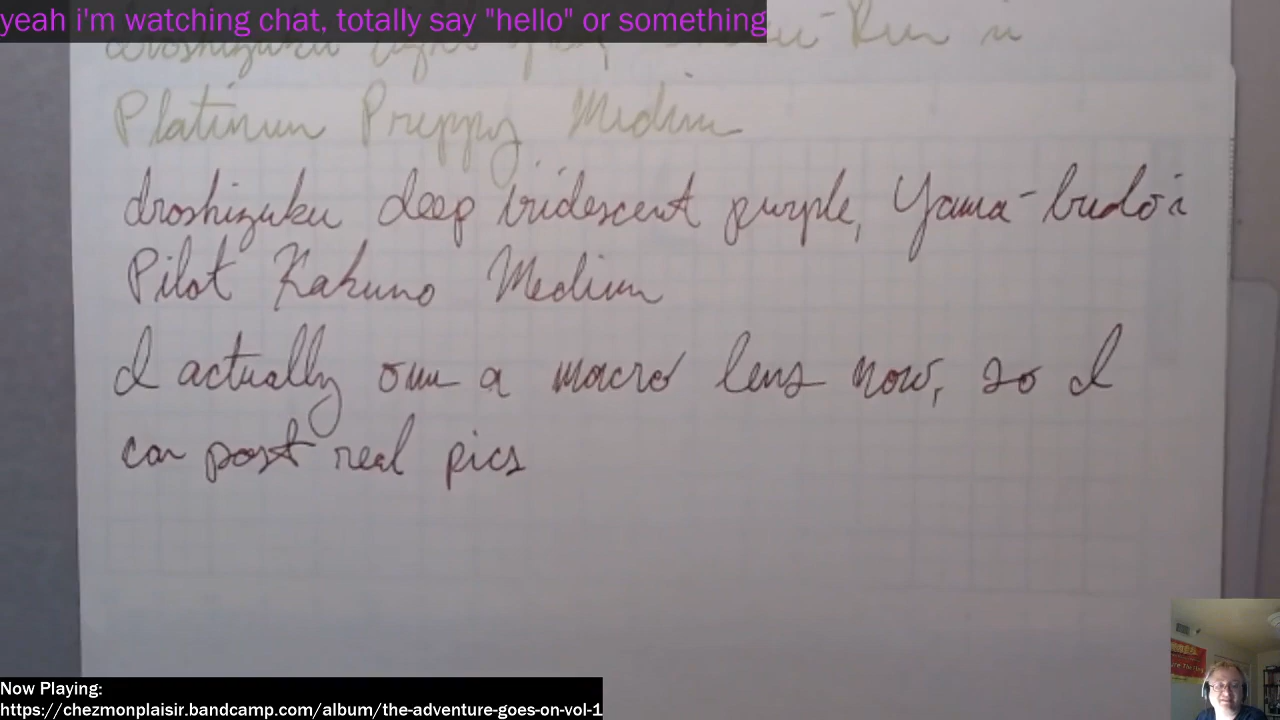 yeah i'm watching chat, totally say "hello" or something
Iroshizuku light
Platinum Preppy Medium
Iroshizuku deep iridescent purple, Yama-budo i
Pilot Kakuno Medium
I actually own a macro lens now, so I
can post real pics
Now Playing:
https://chezmonplaisir.bandcamp.com/album/the-adventure-goes-on-vol-1